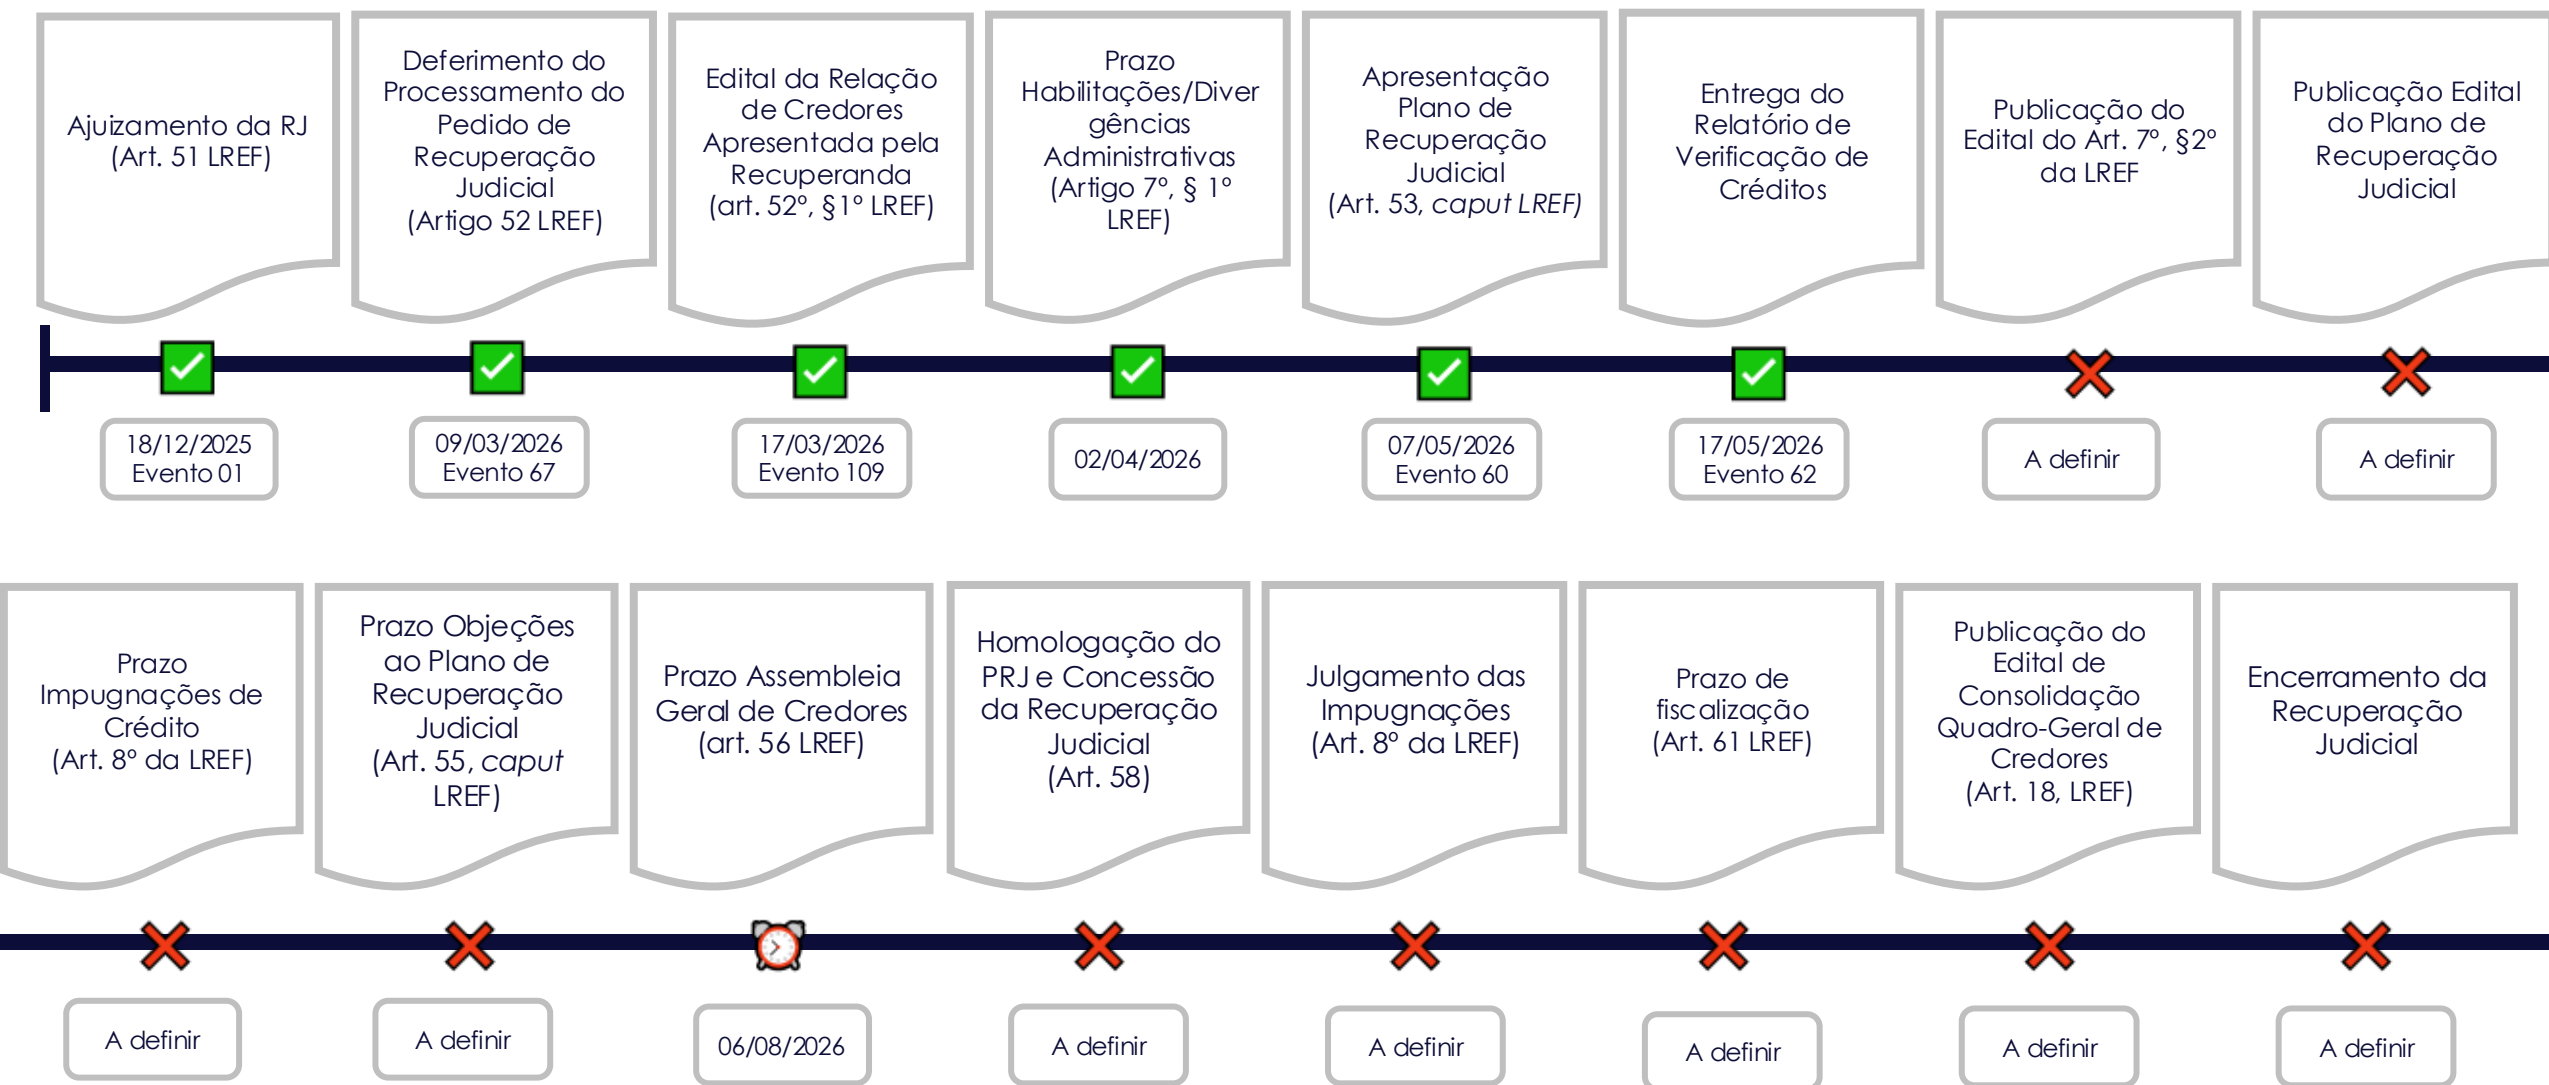 Ajuizamento da RJ
(Art. 51 LREF)
Deferimento do
Processamento do
Pedido de
Recuperação
Judicial
(Artigo 52 LREF)
Edital da Relação
de Credores
Apresentada pela
Recuperanda
(art. 52º, §1º LREF)
Prazo
Habilitações/Diver
gências
Administrativas
(Artigo 7º, § 1º
LREF)
Apresentação
Plano de
Recuperação
Judicial
(Art. 53, caput LREF)
Entrega do
Relatório de
Verificação de
Créditos
Publicação do
Edital do Art. 7º, §2º
da LREF
Publicação Edital
do Plano de
Recuperação
Judicial
18/12/2025
Evento 01
09/03/2026
Evento 67
17/03/2026
Evento 109
02/04/2026
07/05/2026
Evento 60
17/05/2026
Evento 62
A definir
A definir
Prazo
Impugnações de
Crédito
(Art. 8º da LREF)
Prazo Objeções
ao Plano de
Recuperação
Judicial
(Art. 55, caput
LREF)
Prazo Assembleia
Geral de Credores
(art. 56 LREF)
Homologação do
PRJ e Concessão
da Recuperação
Judicial
(Art. 58)
Julgamento das
Impugnações
(Art. 8º da LREF)
Prazo de
fiscalização
(Art. 61 LREF)
Publicação do
Edital de
Consolidação
Quadro-Geral de
Credores
(Art. 18, LREF)
Encerramento da
Recuperação
Judicial
A definir
A definir
06/08/2026
A definir
A definir
A definir
A definir
A definir